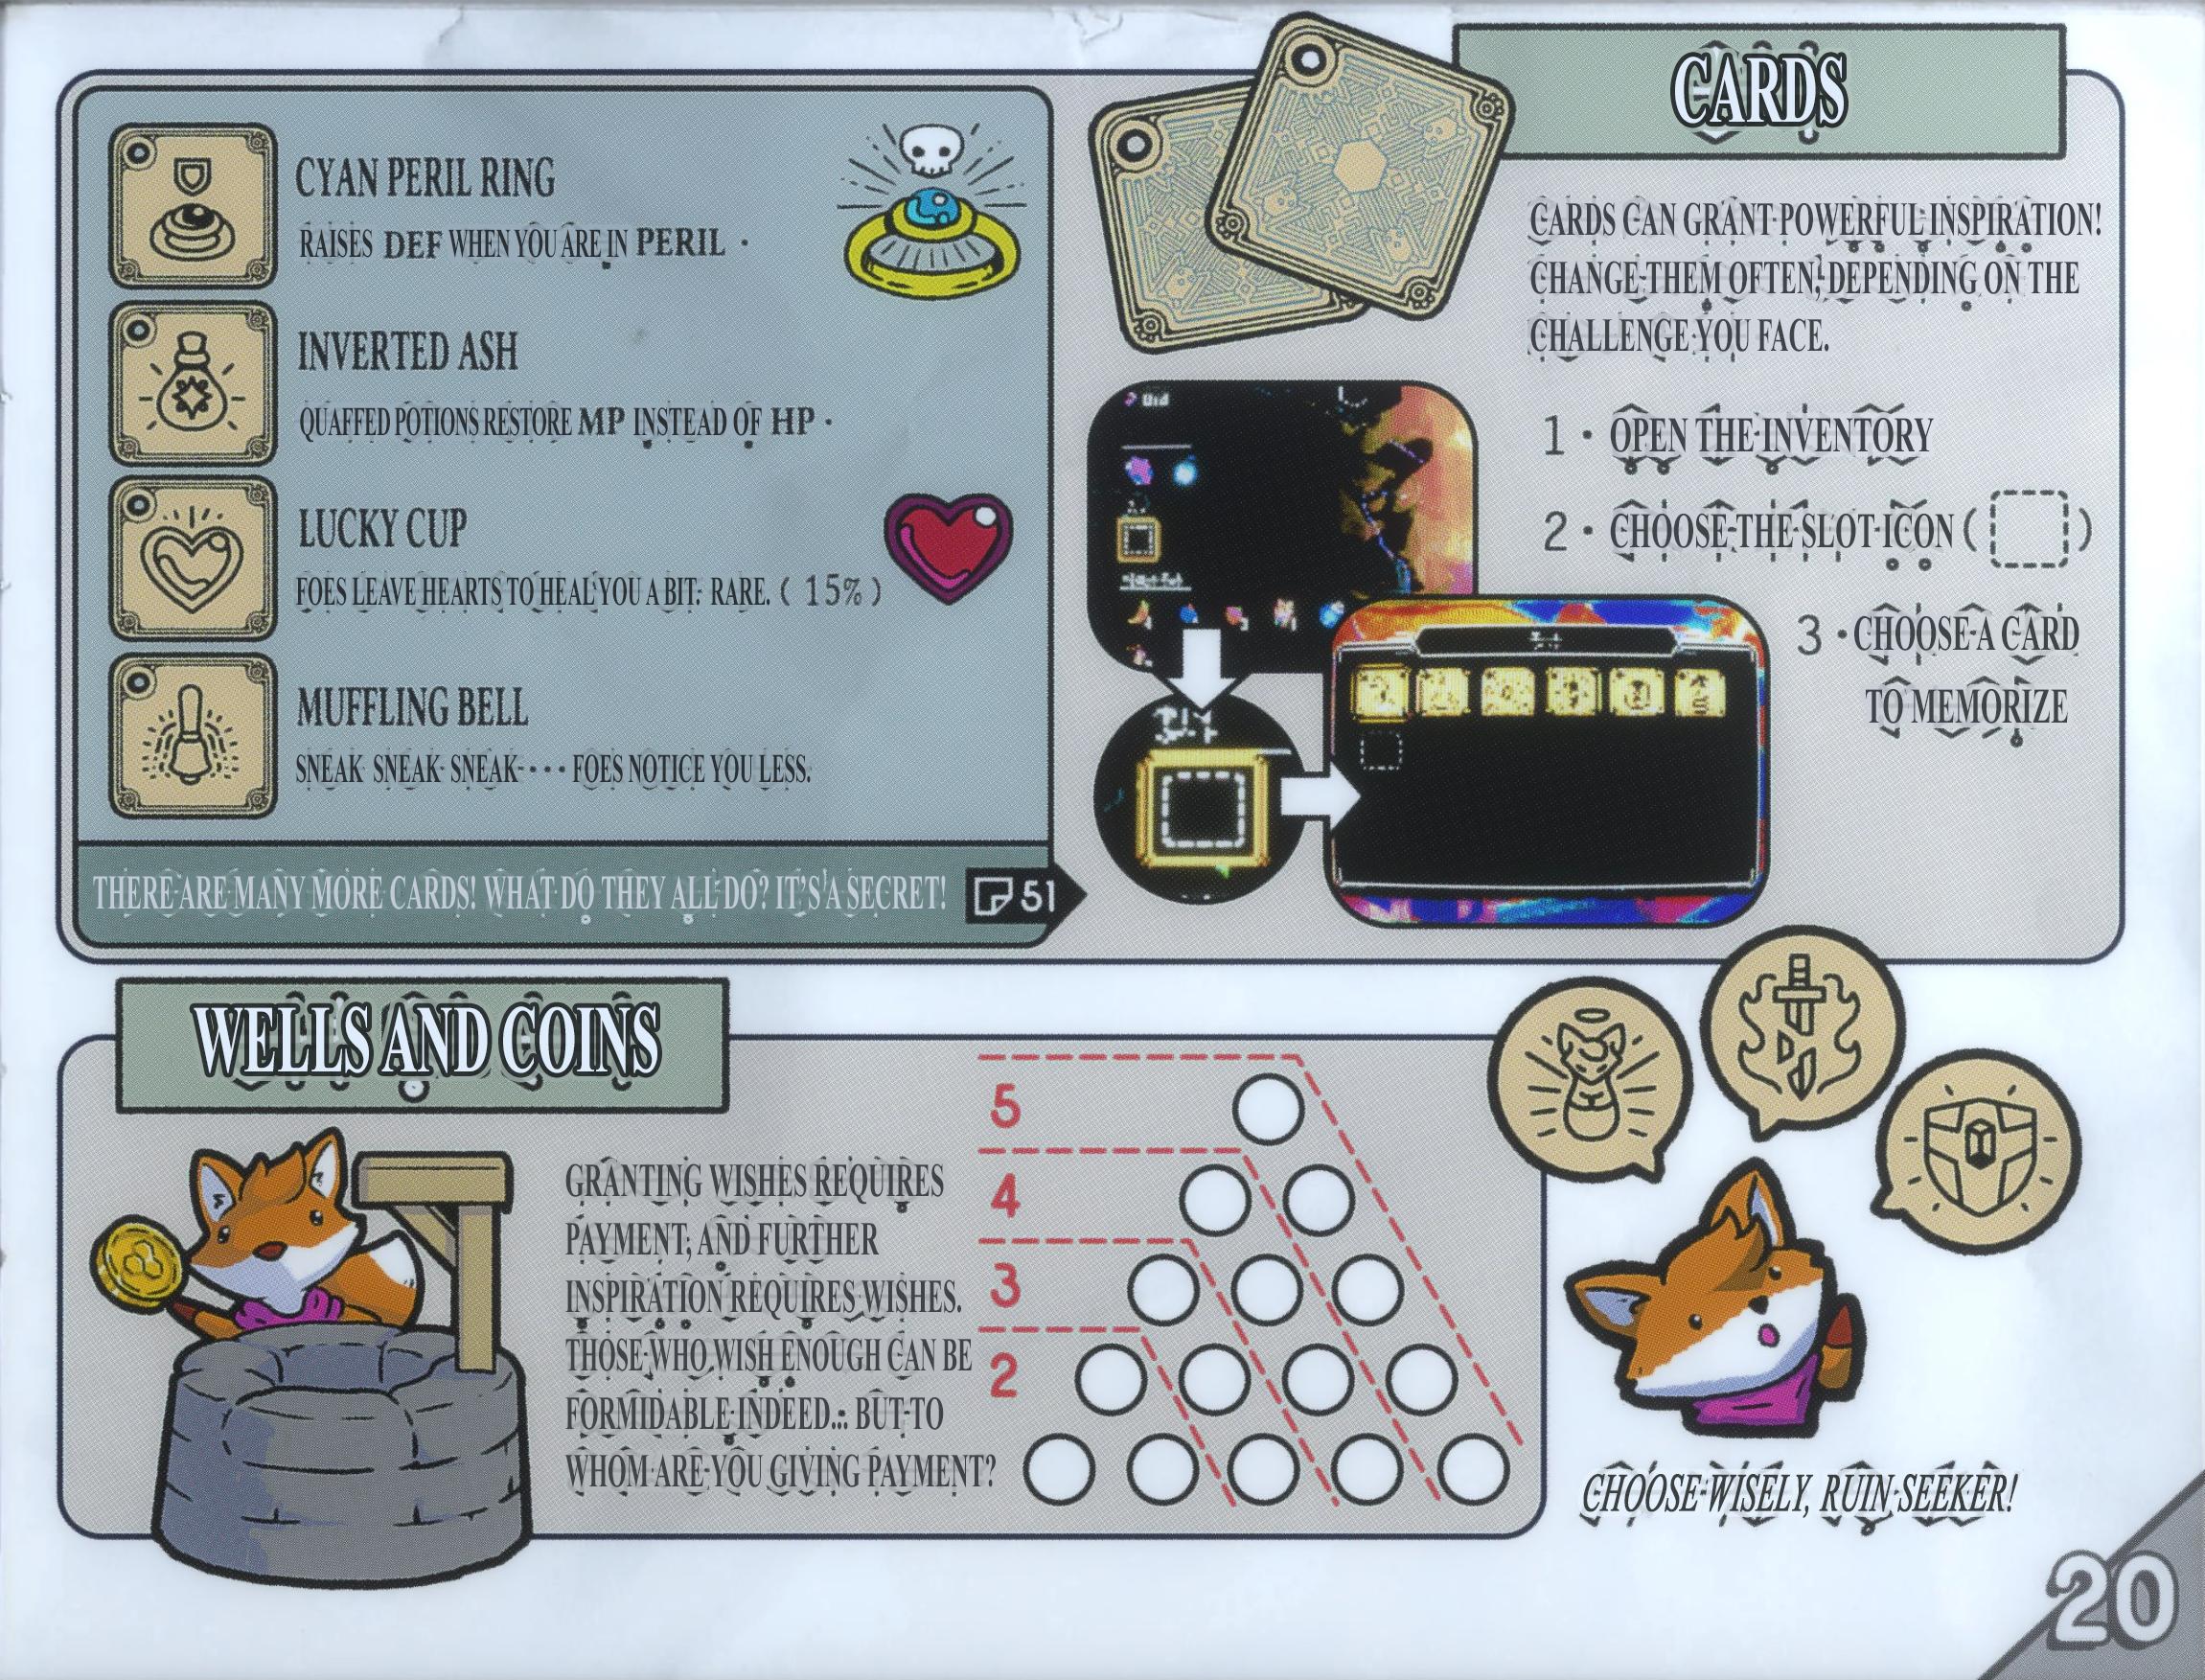 CARDS
CARDS CAN GRANT POWERFUL INSPIRATION!
CHANGE THEM OFTEN, DEPENDING ON THE
CHALLENGE YOU FACE.
1 · OPEN THE INVENTORY
2 · CHOOSE THE SLOT ICON ( )
3 · CHOOSE A CARD
TO MEMORIZE
CYAN PERIL RING
RAISES DEF WHEN YOU ARE IN PERIL .
INVERTED ASH
QUAFFED POTIONS RESTORE MP INSTEAD OF HP .
LUCKY CUP
FOES LEAVE HEARTS TO HEAL YOU A BIT. RARE. ( 15% )
MUFFLING BELL
SNEAK SNEAK SNEAK.... FOES NOTICE YOU LESS.
THERE ARE MANY MORE CARDS! WHAT DO THEY ALL DO? IT'S A SECRET!
51
WELLS AND COINS
GRANTING WISHES REQUIRES
PAYMENT, AND FURTHER
INSPIRATION REQUIRES WISHES.
THOSE WHO WISH ENOUGH CAN BE
FORMIDABLE INDEED... BUT TO
WHOM ARE YOU GIVING PAYMENT?
5
4
3
2
CHOOSE WISELY, RUIN SEEKER!
20